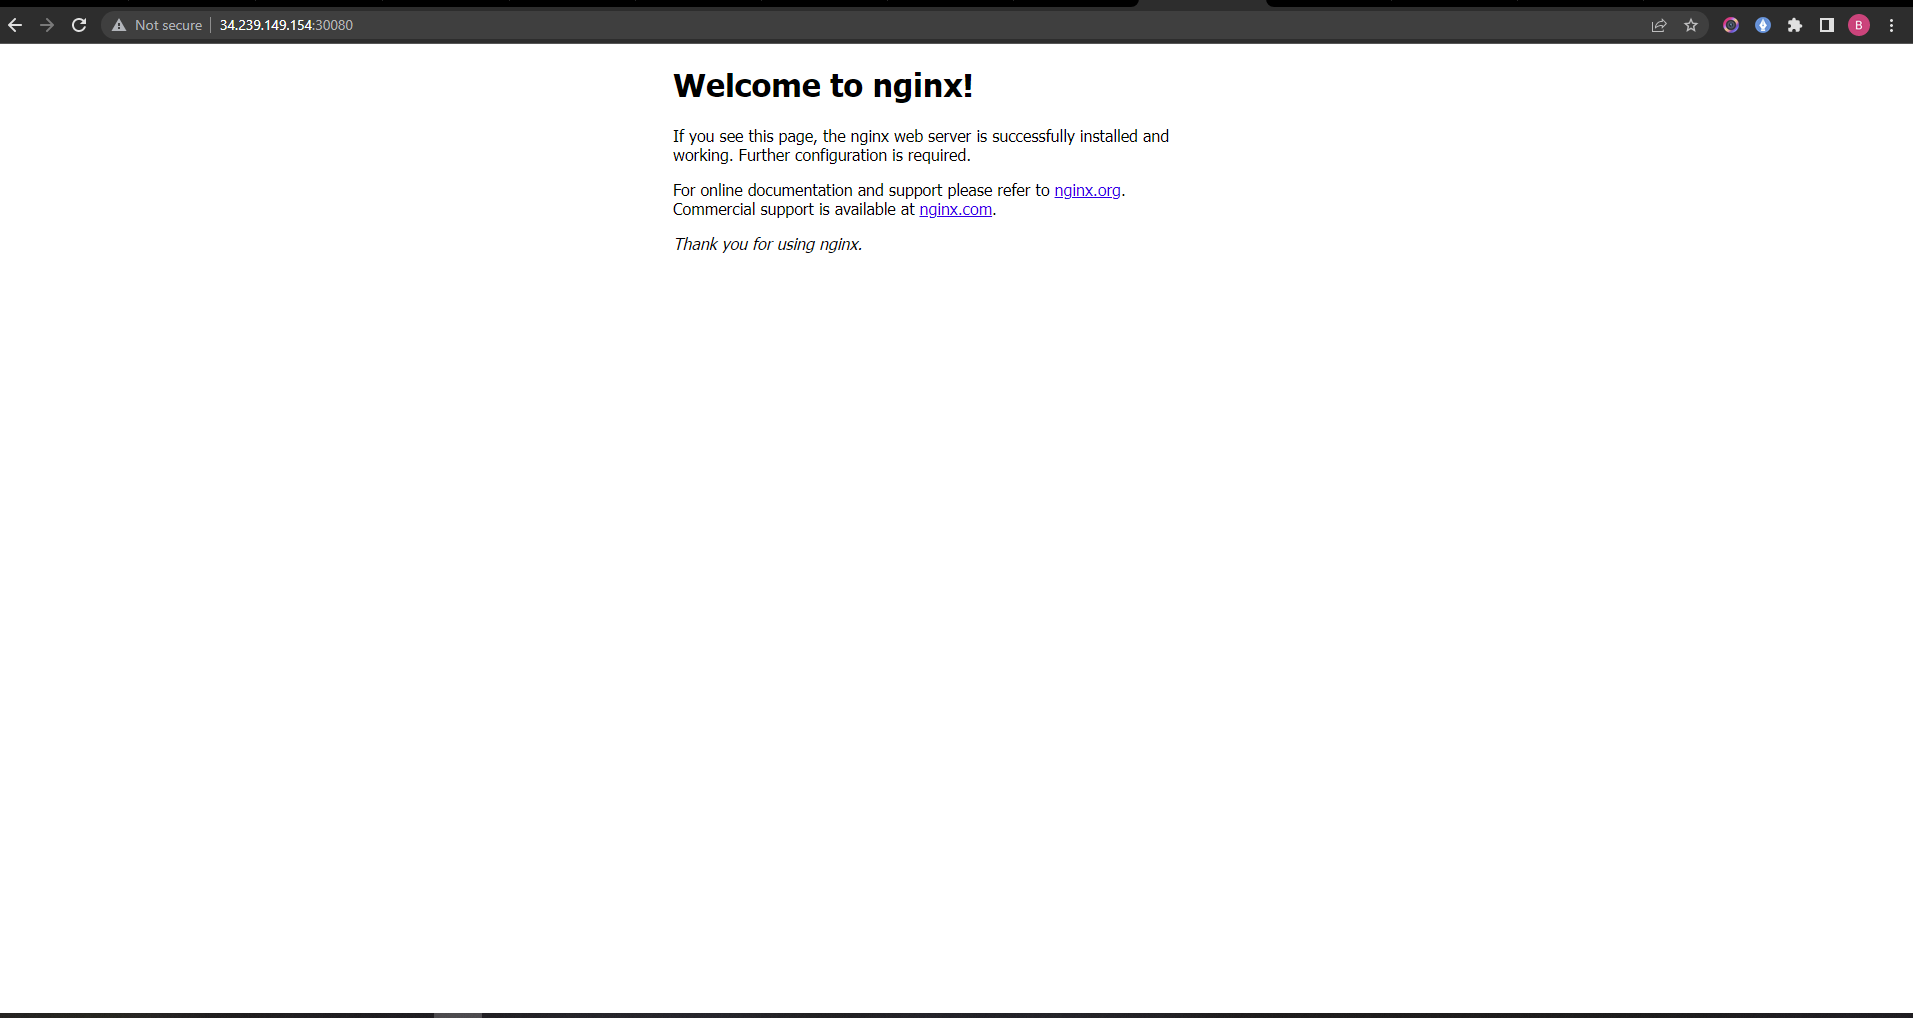 Not secure
34.239.149.154:30080
B
Welcome to nginx!
If you see this page, the nginx web server is successfully installed and
working. Further configuration is required.
For online documentation and support please refer to nginx.org.
Commercial support is available at nginx.com.
Thank you for using nginx.